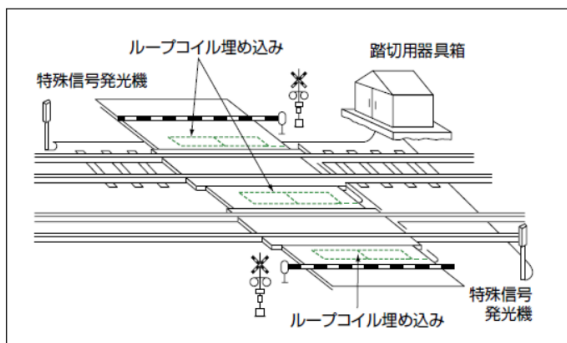 ループコイル埋め込み
踏切用器具箱
特殊信号発光機
特殊信号
発光機
ループコイル埋め込み